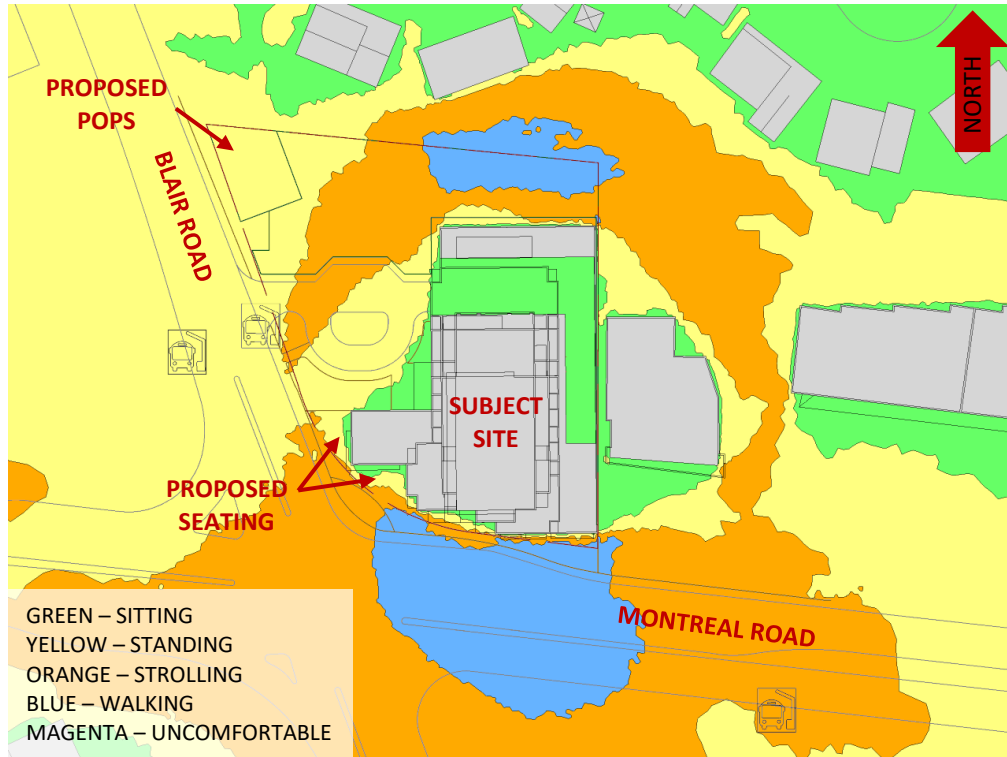 PROPOSED
POPS
NORTH
BLAIR ROAD
SUBJECT
SITE
PROPOSED
SEATING
MONTREAL ROAD
GREEN – SITTING
YELLOW – STANDING
ORANGE – STROLLING
BLUE – WALKING
MAGENTA – UNCOMFORTABLE